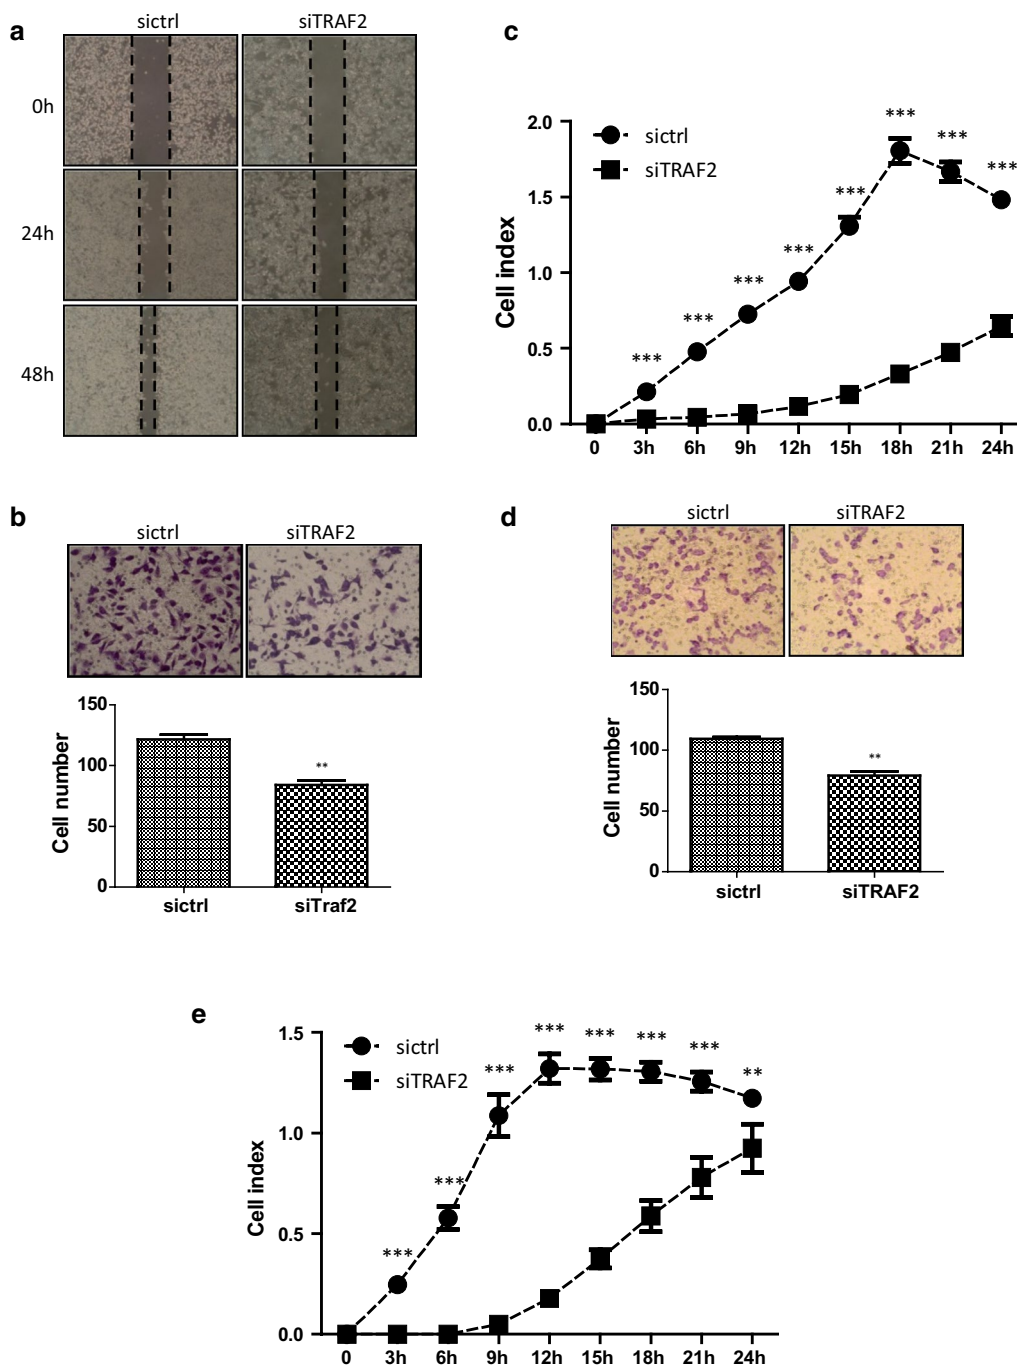 a
sictrl siTRAF2
0h
24h
48h
c
sictrl
siTRAF2
Cell index
2.0
1.5
1.0
0.5
0.0
*** *** *** *** *** *** *** ***
0 3h 6h 9h 12h 15h 18h 21h 24h
b
sictrl siTRAF2
Cell number
150
100
50
0
**
sictrl siTraf2
d
sictrl siTRAF2
Cell number
150
100
50
0
**
sictrl siTRAF2
e
sictrl
siTRAF2
Cell index
1.5
1.0
0.5
0.0
*** *** *** *** *** *** *** **
0 3h 6h 9h 12h 15h 18h 21h 24h